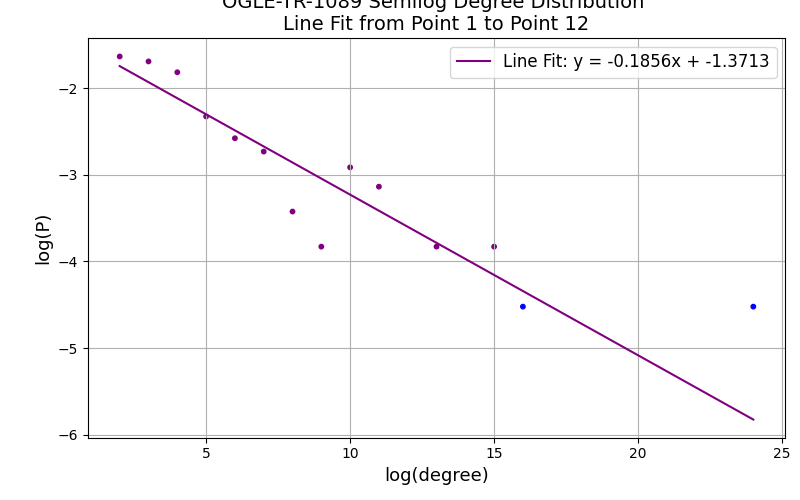 OGLE-TR-1089 Semilog Degree Distribution
Line Fit from Point 1 to Point 12
Line Fit: y = -0.1856x + -1.3713
−2
−3
−4
−5
−6
log(P)
5 10 15 20 25
log(degree)